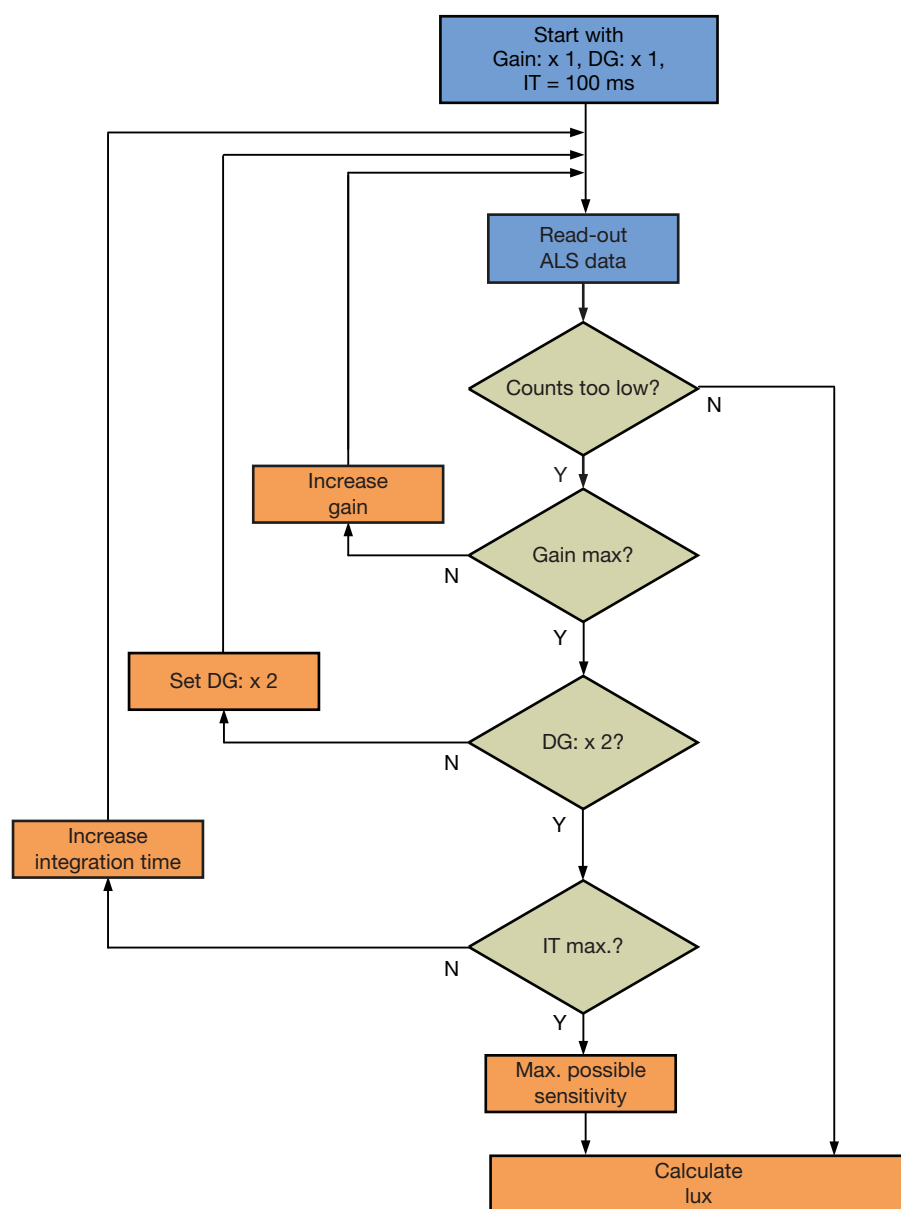 Start with
Gain: x 1, DG: x 1,
IT = 100 ms
Read-out
ALS data
Counts too low?
N
Y
Increase
gain
Gain max?
N
Y
Set DG: x 2
DG: x 2?
N
Y
Increase
integration time
IT max.?
N
Y
Max. possible
sensitivity
Calculate
lux